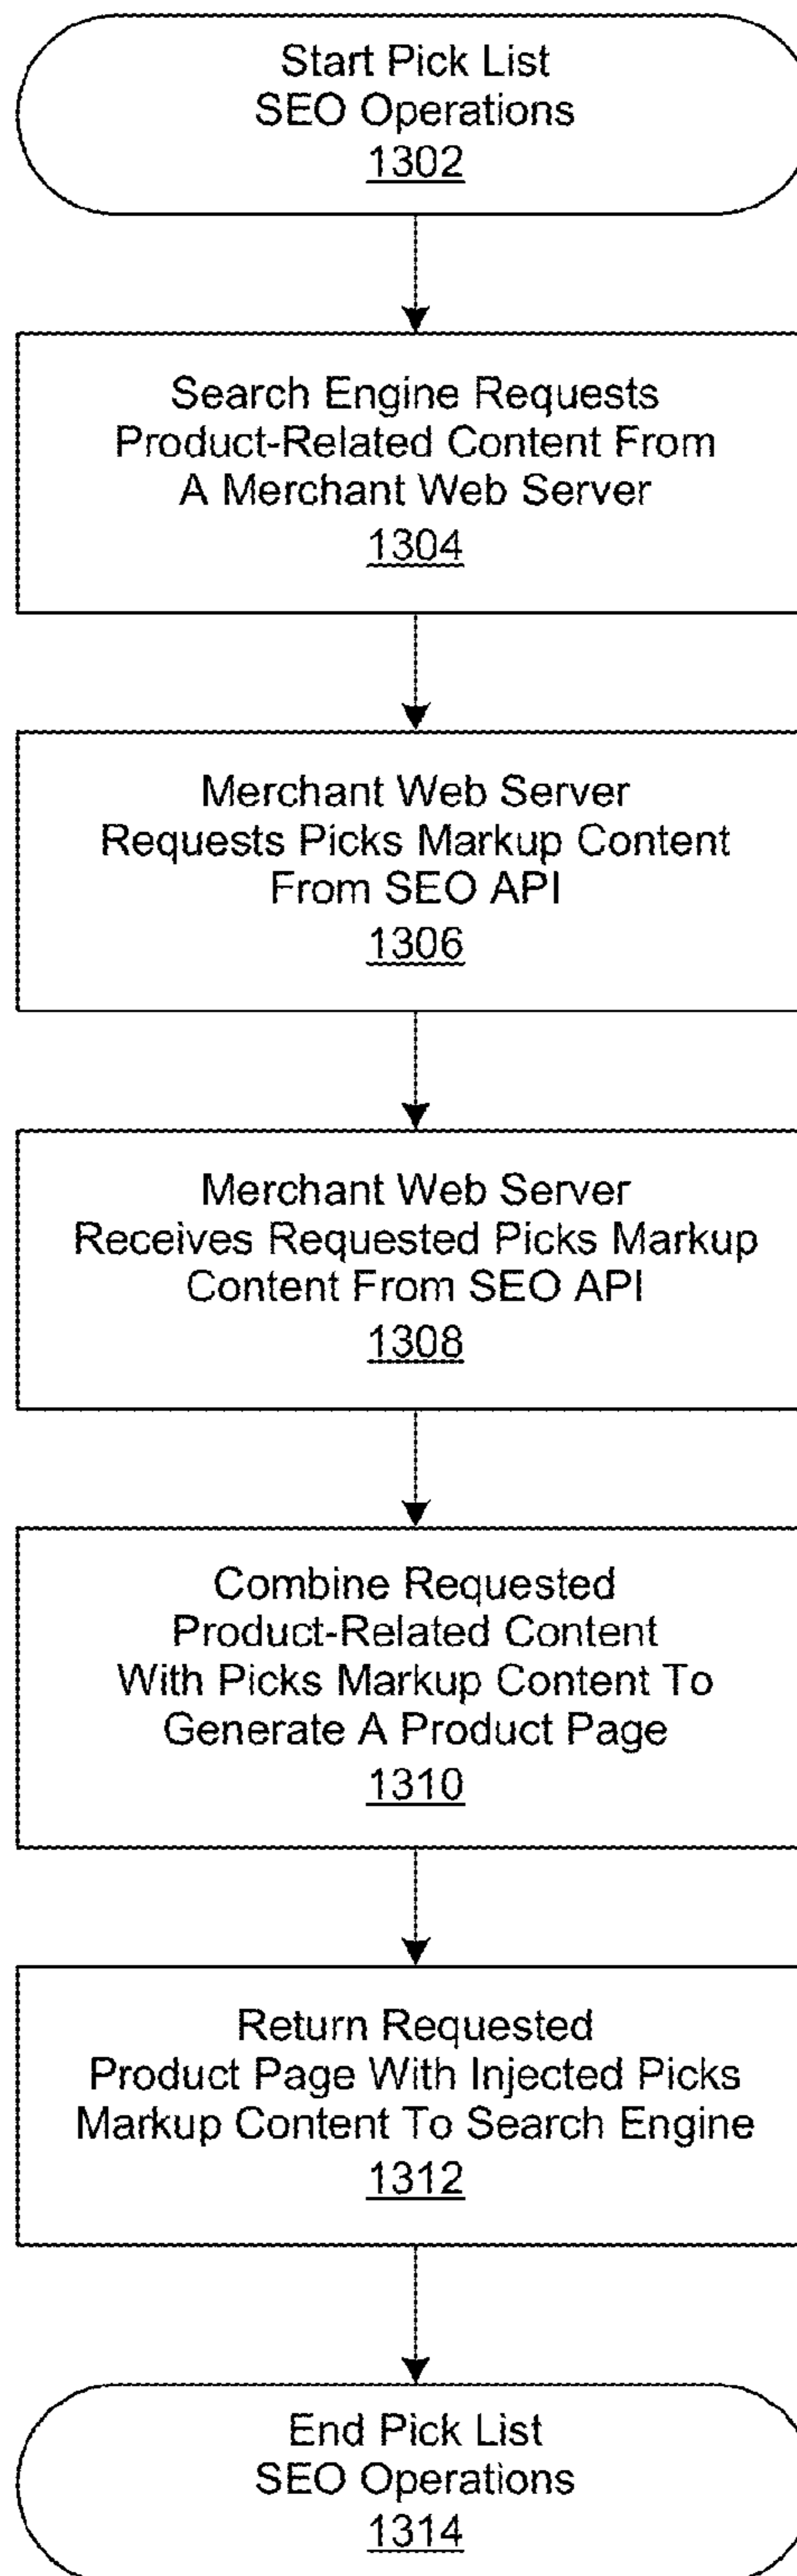 Start Pick List
SEO Operations
1302
Search Engine Requests
Product-Related Content From
A Merchant Web Server
1304
Merchant Web Server
Requests Picks Markup Content
From SEO API
1306
Merchant Web Server
Receives Requested Picks Markup
Content From SEO API
1308
Combine Requested
Product-Related Content
With Picks Markup Content To
Generate A Product Page
1310
Return Requested
Product Page With Injected Picks
Markup Content To Search Engine
1312
End Pick List
SEO Operations
1314